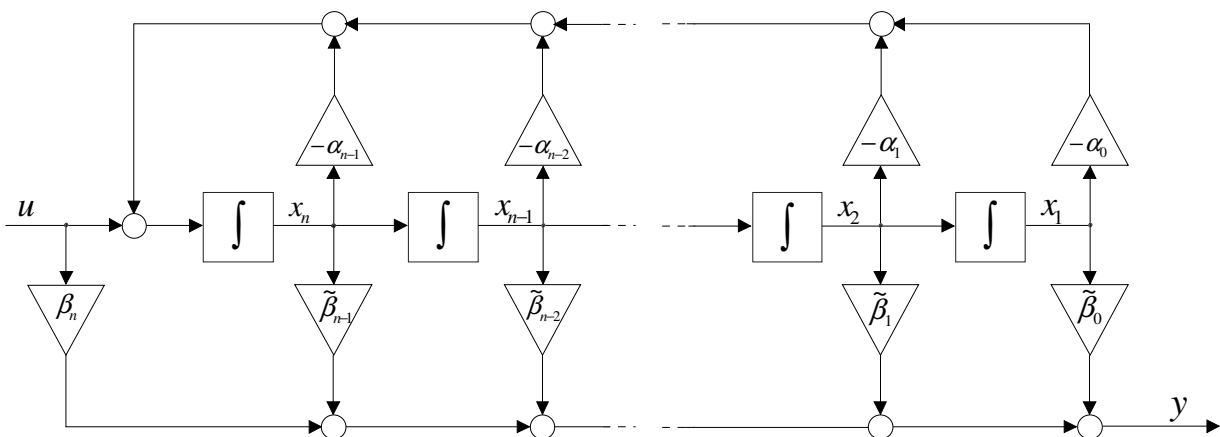 −α_{n−1} −α_{n−2} −α_1 −α_0
u ∫ x_n ∫ x_{n−1} ∫ x_2 ∫ x_1
β_n β̃_{n−1} β̃_{n−2} β̃_1 β̃_0
y